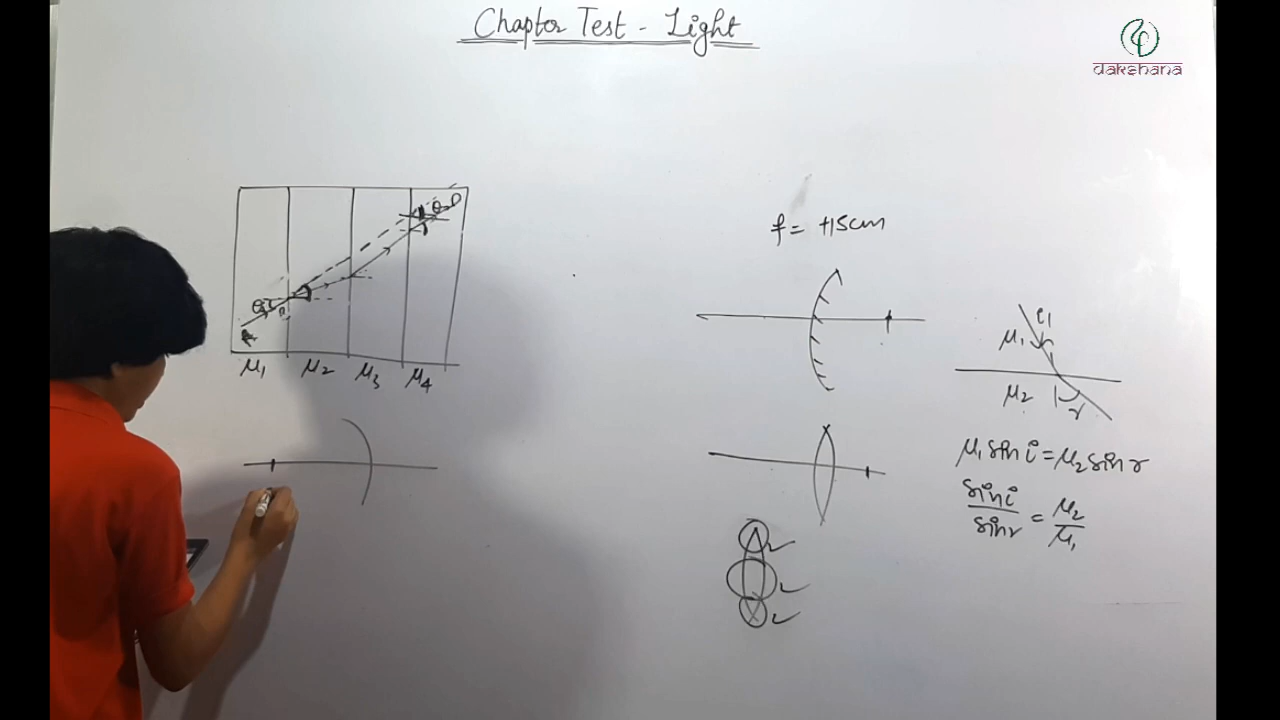 Chapter Test - Light
dakshana
θ D
θ
μ1 μ2 μ3 μ4
f = +15cm
μ1 i
μ2 r
μ1 sin i = μ2 sin r
sin i / sin r = μ2 / μ1